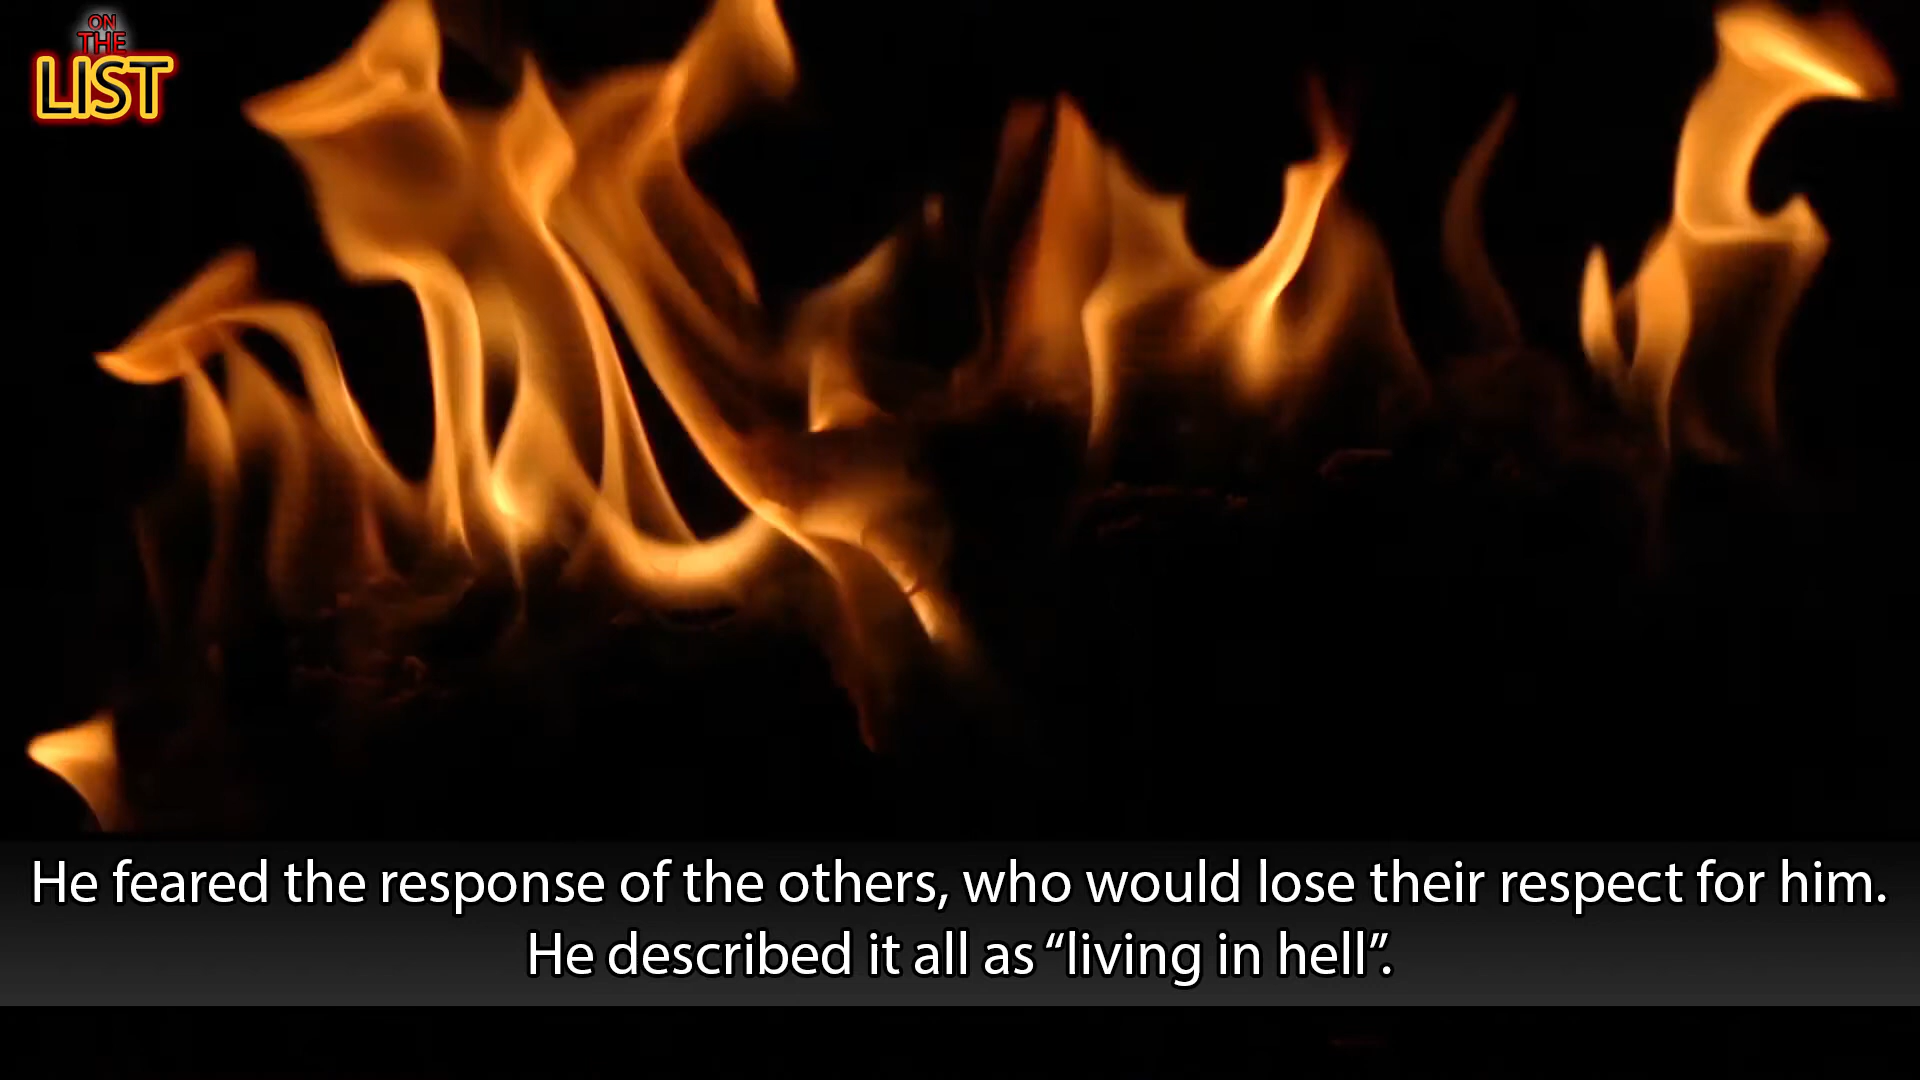 ON
THE
LIST
He feared the response of the others, who would lose their respect for him.
He described it all as “living in hell”.